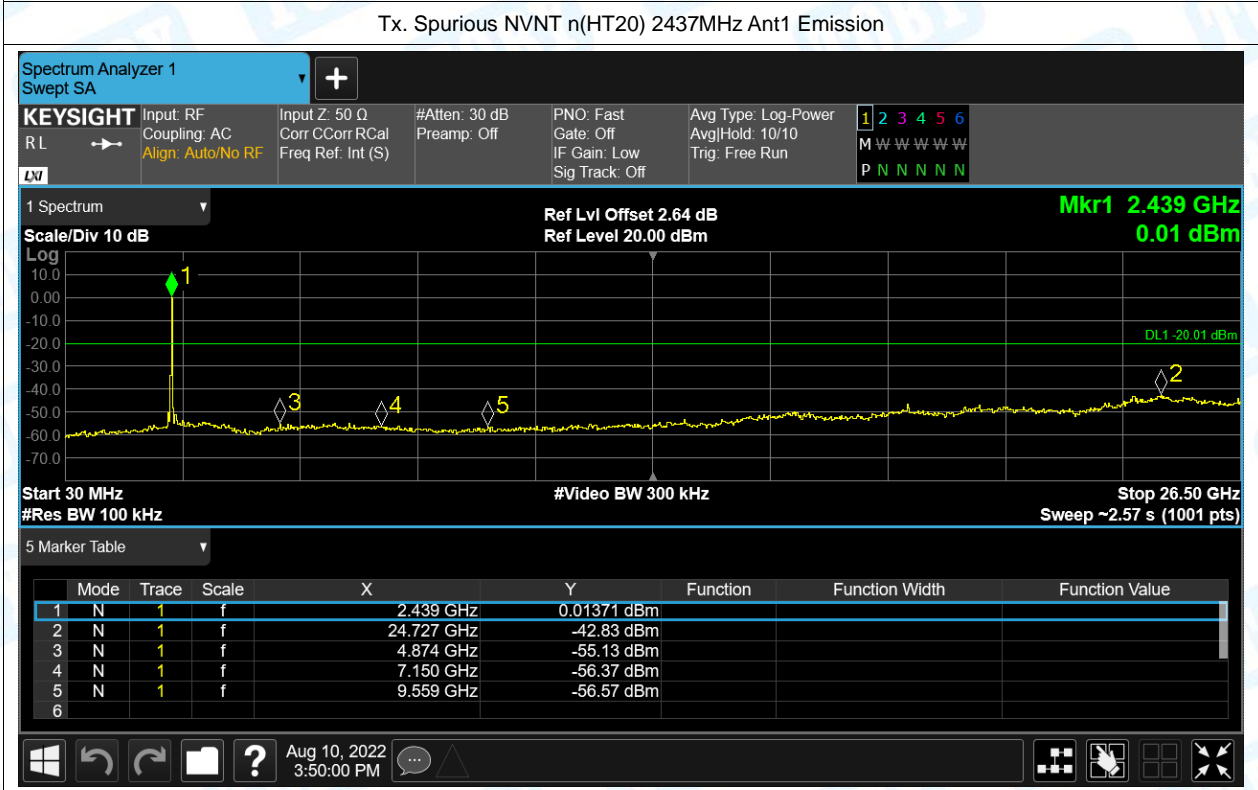 Tx. Spurious NVNT n(HT20) 2437MHz Ant1 Emission
Spectrum Analyzer 1
Swept SA
KEYSIGHT Input: RF Input Z: 50 Ω #Atten: 30 dB PNO: Fast Avg Type: Log-Power 1 2 3 4 5 6
R L Coupling: AC Corr CCorr RCal Preamp: Off Gate: Off Avg|Hold: 10/10 M W W W W W
Align: Auto/No RF Freq Ref: Int (S) IF Gain: Low Trig: Free Run
LXI Sig Track: Off P N N N N N
1 Spectrum Ref Lvl Offset 2.64 dB Mkr1 2.439 GHz
Scale/Div 10 dB Ref Level 20.00 dBm 0.01 dBm
Log
10.0 1
0.00
-10.0
-20.0 DL1 -20.01 dBm
-30.0
-40.0 2
-50.0 3 4 5
-60.0
-70.0
Start 30 MHz #Video BW 300 kHz Stop 26.50 GHz
#Res BW 100 kHz Sweep ~2.57 s (1001 pts)
5 Marker Table
Mode Trace Scale X Y Function Function Width Function Value
1 N 1 f 2.439 GHz 0.01371 dBm
2 N 1 f 24.727 GHz -42.83 dBm
3 N 1 f 4.874 GHz -55.13 dBm
4 N 1 f 7.150 GHz -56.37 dBm
5 N 1 f 9.559 GHz -56.57 dBm
6
? Aug 10, 2022
3:50:00 PM